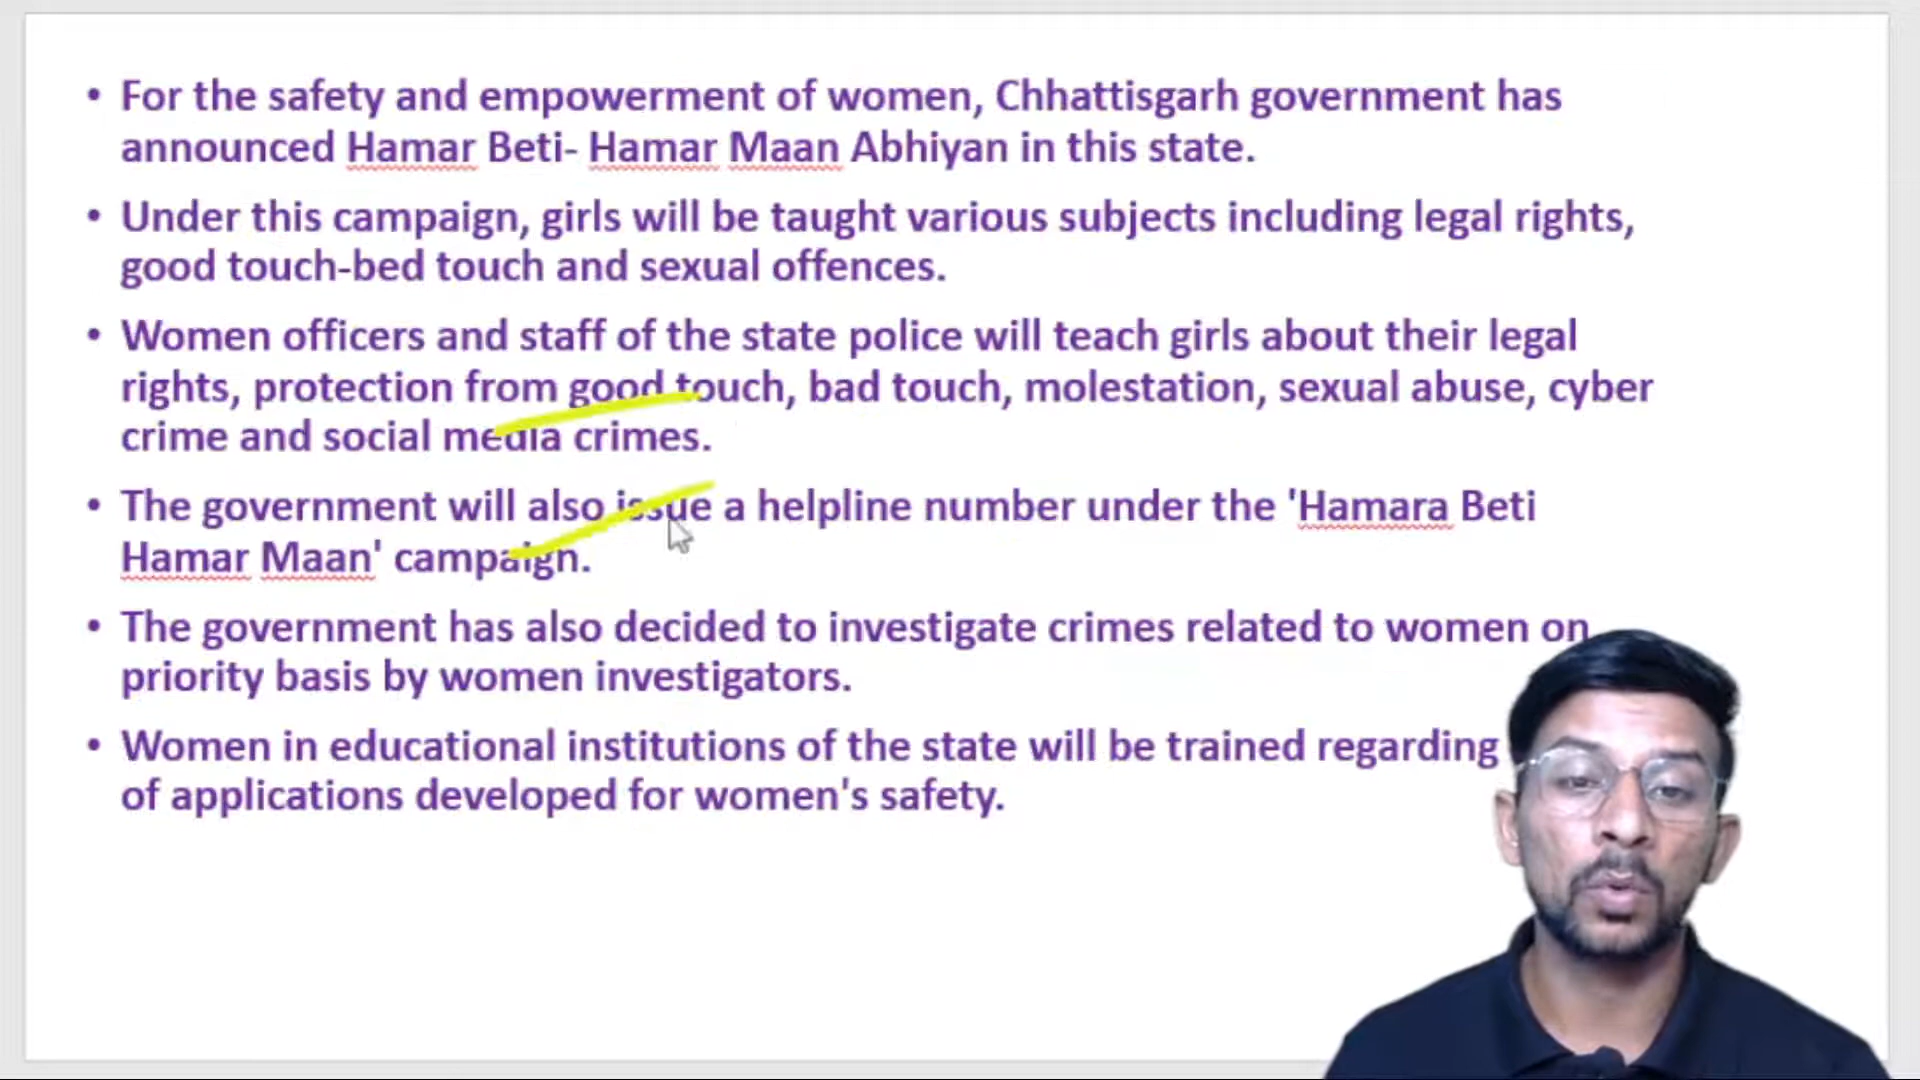 • For the safety and empowerment of women, Chhattisgarh government has
announced Hamar Beti- Hamar Maan Abhiyan in this state.
• Under this campaign, girls will be taught various subjects including legal rights,
good touch-bed touch and sexual offences.
• Women officers and staff of the state police will teach girls about their legal
rights, protection from good touch, bad touch, molestation, sexual abuse, cyber
crime and social media crimes.
• The government will also issue a helpline number under the 'Hamara Beti
Hamar Maan' campaign.
• The government has also decided to investigate crimes related to women on
priority basis by women investigators.
• Women in educational institutions of the state will be trained regarding
of applications developed for women's safety.